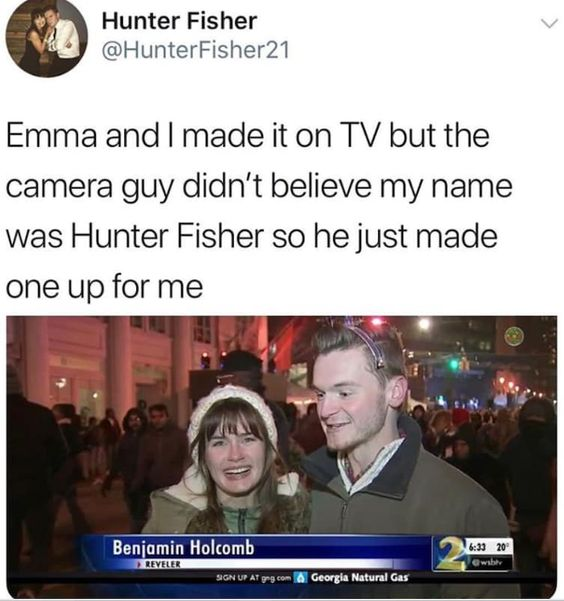 Hunter Fisher
@HunterFisher21
Emma and I made it on TV but the
camera guy didn't believe my name
was Hunter Fisher so he just made
one up for me
Benjamin Holcomb
REVELER
2 6:33 20°
@wsbtv
SIGN UP AT gng.com Georgia Natural Gas